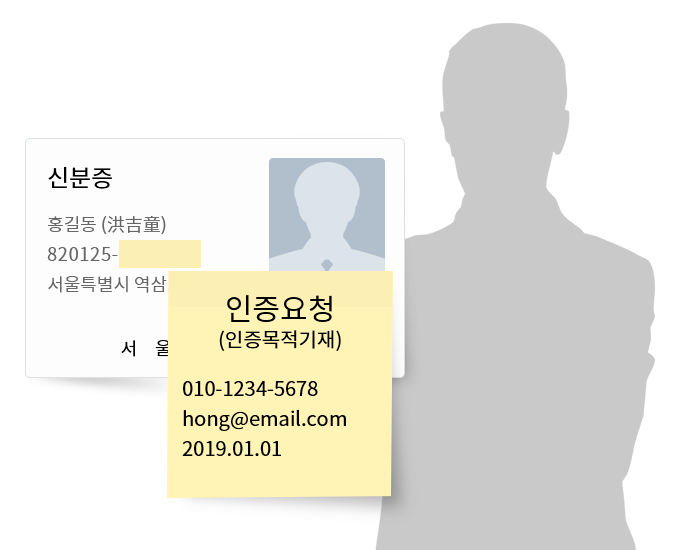 신분증
홍길동 (洪吉童)
820125-
서울특별시 역삼
서 울
인증요청
(인증목적기재)
010-1234-5678
hong@email.com
2019.01.01